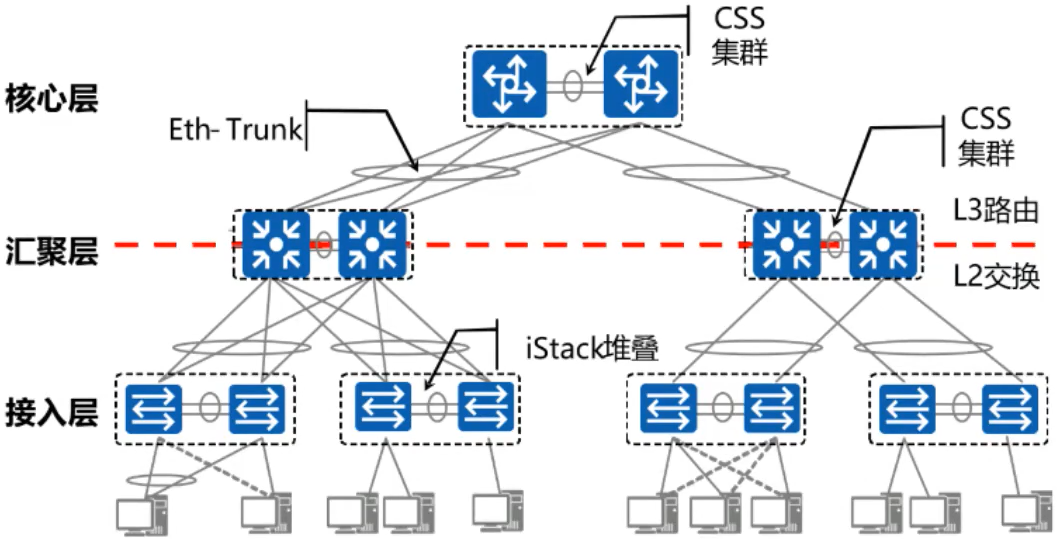 CSS
集群
核心层
Eth- Trunk
CSS
集群
L3路由
汇聚层
L2交换
iStack堆叠
接入层